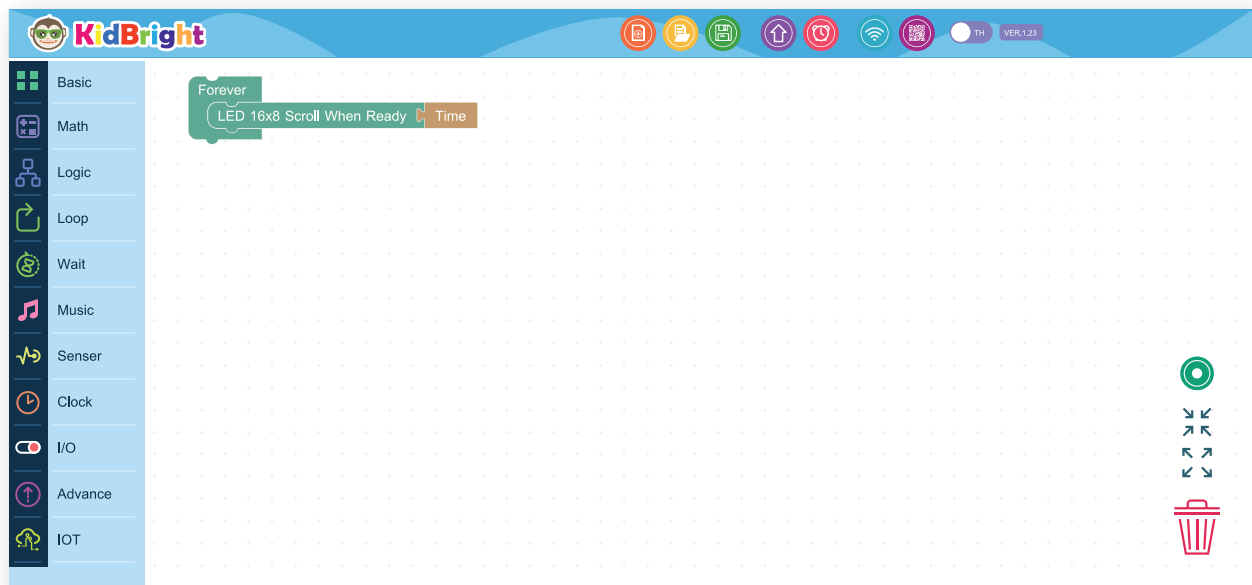 KidBright
TH
VER.1.23
Basic
Math
Logic
Loop
Wait
Music
Senser
Clock
I/O
Advance
IOT
Forever
LED 16x8 Scroll When Ready Time